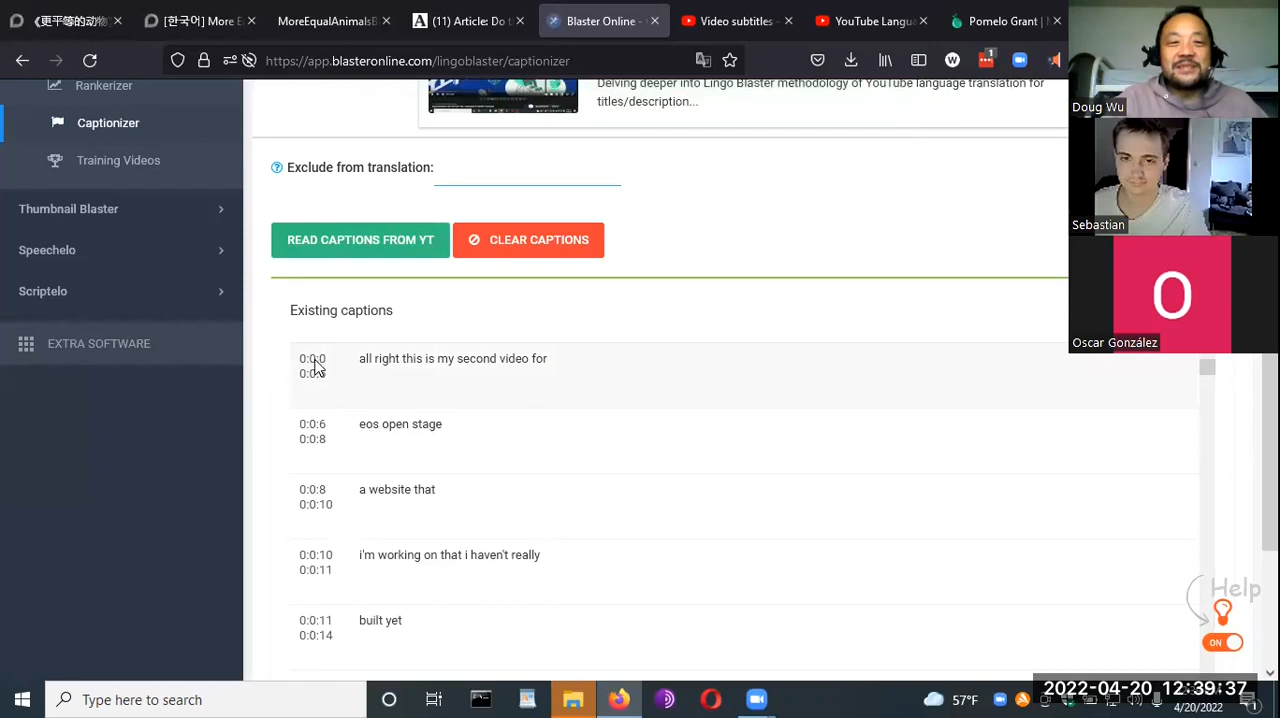 《更平等的动物
[한국어] More E
MoreEqualAnimalsB
(11) Article: Do t
Blaster Online -
Video subtitles -
YouTube Langua
Pomelo Grant | M
https://app.blasteronline.com/lingoblaster/captionizer
1
Rankerizer
Captionizer
Training Videos
Thumbnail Blaster
Speechelo
Scriptelo
EXTRA SOFTWARE
Delving deeper into Lingo Blaster methodology of YouTube language translation for
titles/description...
Exclude from translation:
READ CAPTIONS FROM YT
CLEAR CAPTIONS
Existing captions
0:0:0
all right this is my second video for
0:0:6
eos open stage
0:0:8
0:0:8
a website that
0:0:10
0:0:10
i'm working on that i haven't really
0:0:11
0:0:11
built yet
0:0:14
Help
ON
Doug Wu
Sebastian
O
Oscar González
Type here to search
57°F
2022-04-20 12:39:37
4/20/2022
1